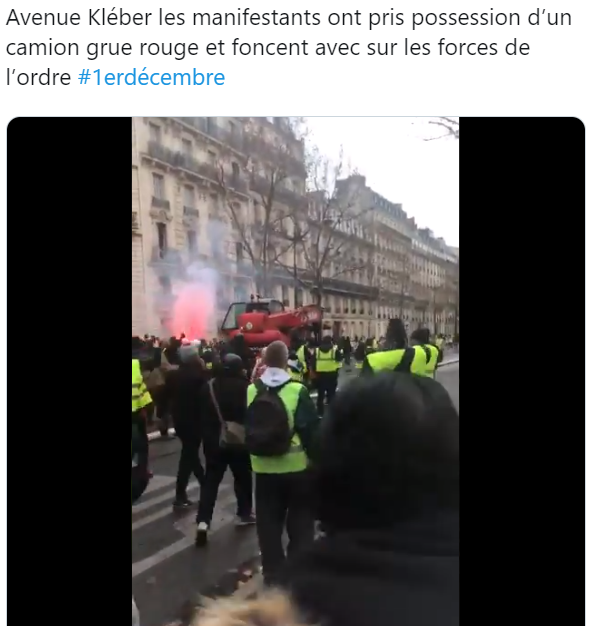 Avenue Kléber les manifestants ont pris possession d’un
camion grue rouge et foncent avec sur les forces de
l’ordre #1erdécembre